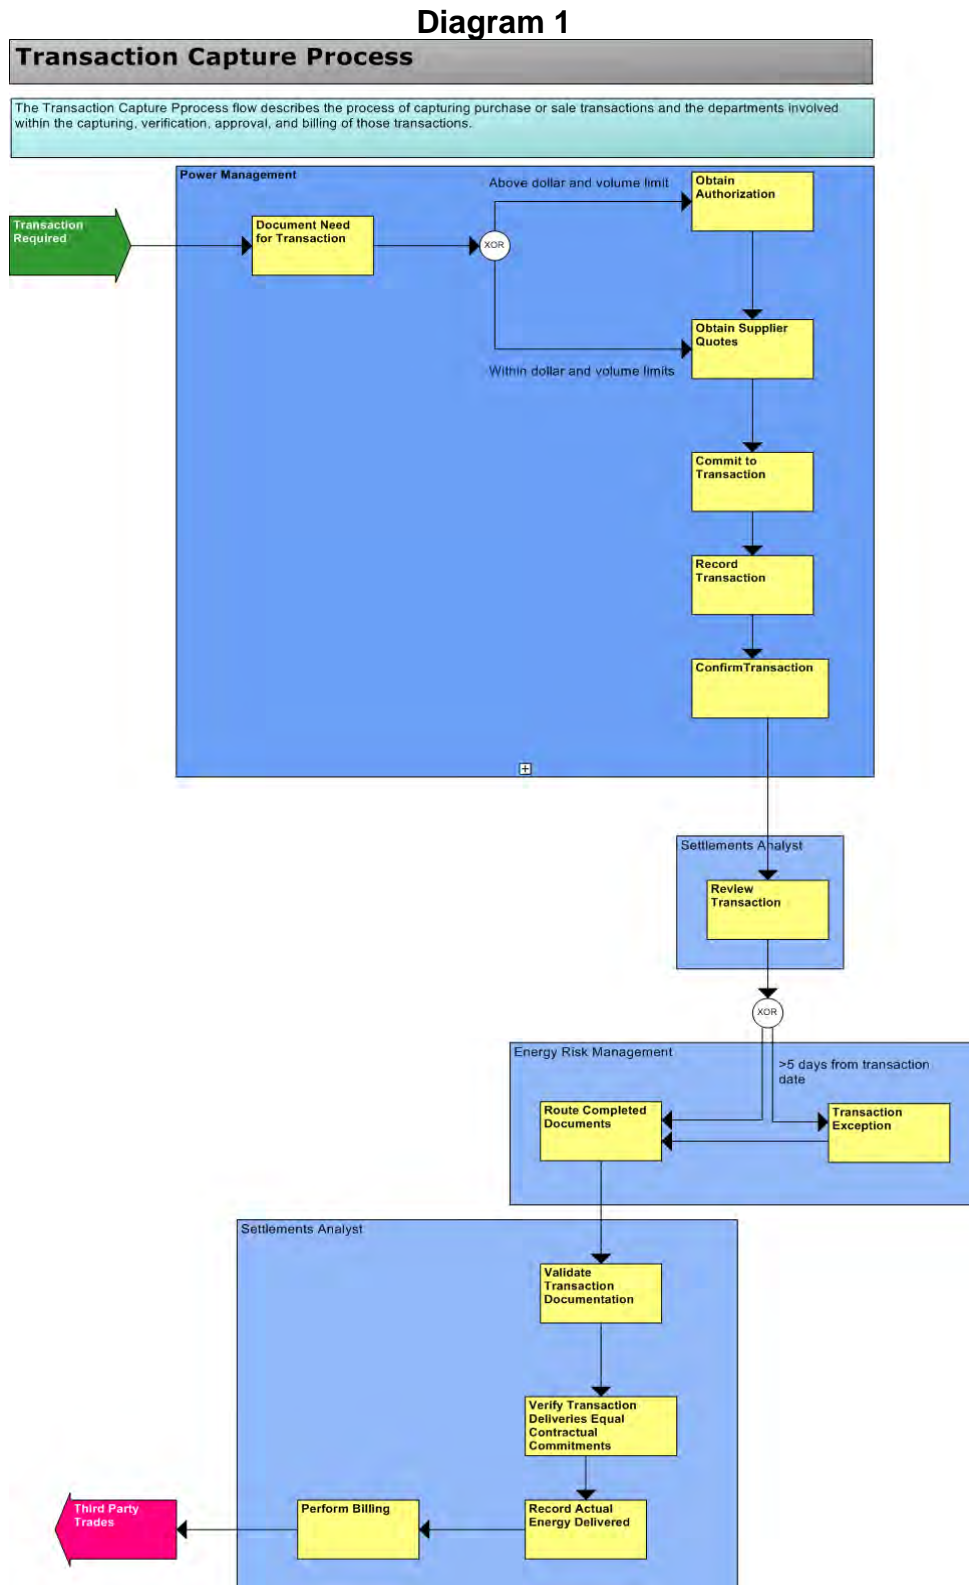 Diagram 1
Transaction Capture Process
The Transaction Capture Pprocess flow describes the process of capturing purchase or sale transactions and the departments involved
within the capturing, verification, approval, and billing of those transactions.
Power Management
Above dollar and volume limit
Obtain
Authorization
Transaction
Required
Document Need
for Transaction
XOR
Obtain Supplier
Quotes
Within dollar and volume limits
Commit to
Transaction
Record
Transaction
ConfirmTransaction
Settlements Analyst
Review
Transaction
XOR
Energy Risk Management
>5 days from transaction
date
Route Completed
Documents
Transaction
Exception
Settlements Analyst
Validate
Transaction
Documentation
Verify Transaction
Deliveries Equal
Contractual
Commitments
Third Party
Trades
Perform Billing
Record Actual
Energy Delivered